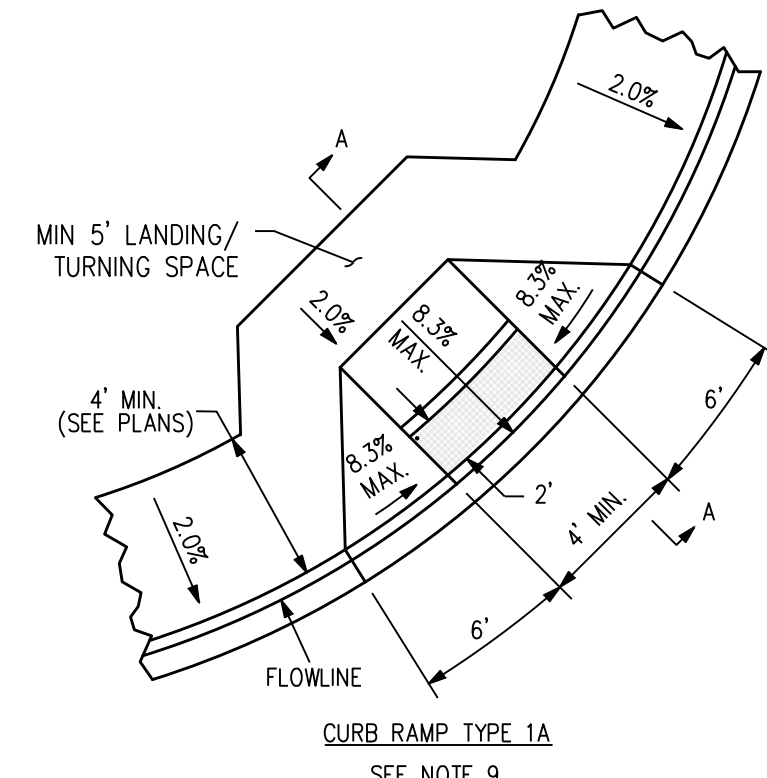 2.0%
A
MIN 5' LANDING/
TURNING SPACE
2.0%
8.3%
MAX.
8.3%
MAX.
4' MIN.
(SEE PLANS)
8.3%
MAX.
6'
2'
4' MIN.
A
2.0%
6'
FLOWLINE
CURB RAMP TYPE 1A
SEE NOTE 9